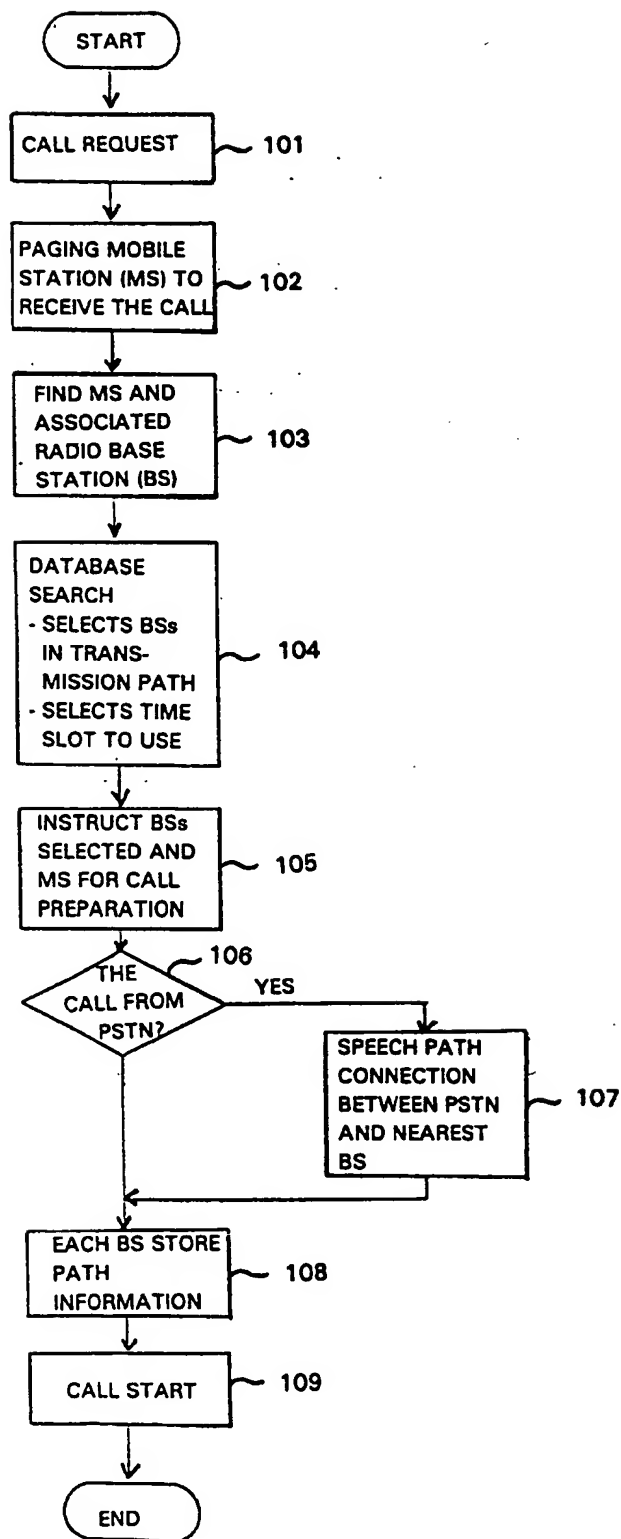 START
CALL REQUEST
101
PAGING MOBILE
STATION (MS) TO
RECEIVE THE CALL
102
FIND MS AND
ASSOCIATED
RADIO BASE
STATION (BS)
103
DATABASE
SEARCH
- SELECTS BSs
IN TRANS-
MISSION PATH
- SELECTS TIME
SLOT TO USE
104
INSTRUCT BSs
SELECTED AND
MS FOR CALL
PREPARATION
105
106
THE
CALL FROM
PSTN?
YES
SPEECH PATH
CONNECTION
BETWEEN PSTN
AND NEAREST
BS
107
EACH BS STORE
PATH
INFORMATION
108
CALL START
109
END